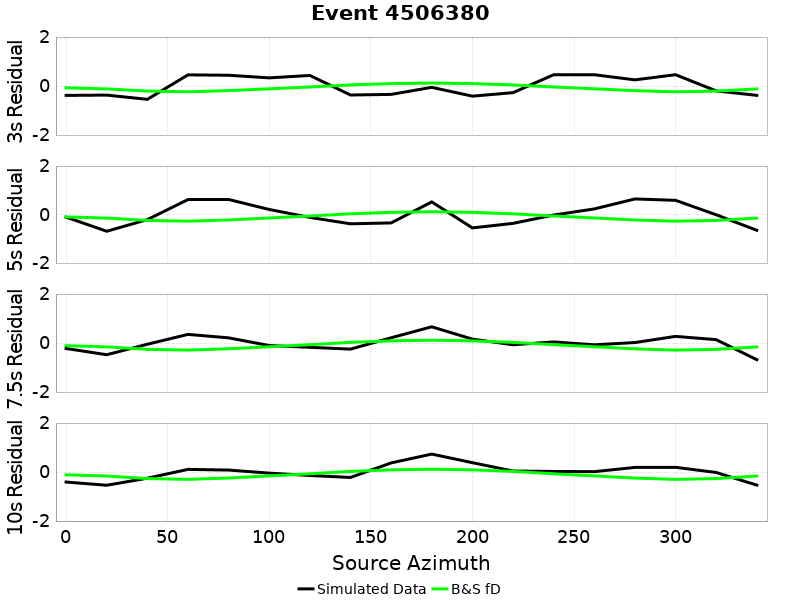 Event 4506380
3s Residual
2
0
-2
5s Residual
2
0
-2
7.5s Residual
2
0
-2
10s Residual
2
0
-2
0 50 100 150 200 250 300
Source Azimuth
Simulated Data B&S fD